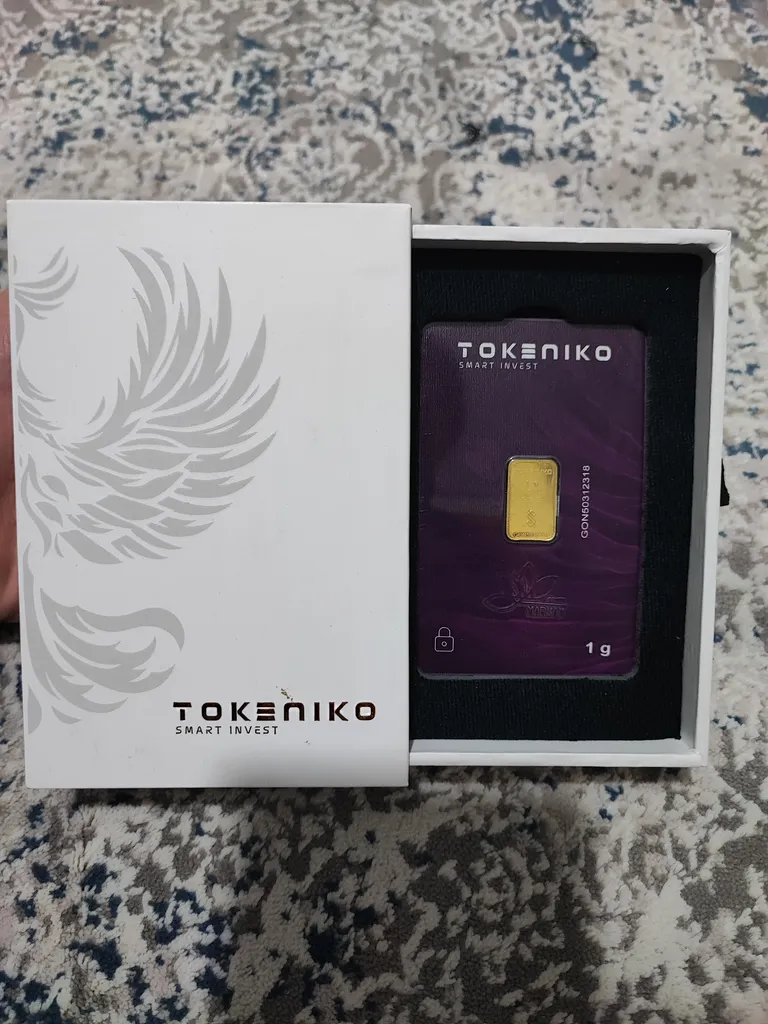 TOKENIKO
SMART INVEST
TOKENIKO
SMART INVEST
GON50312318
1 g